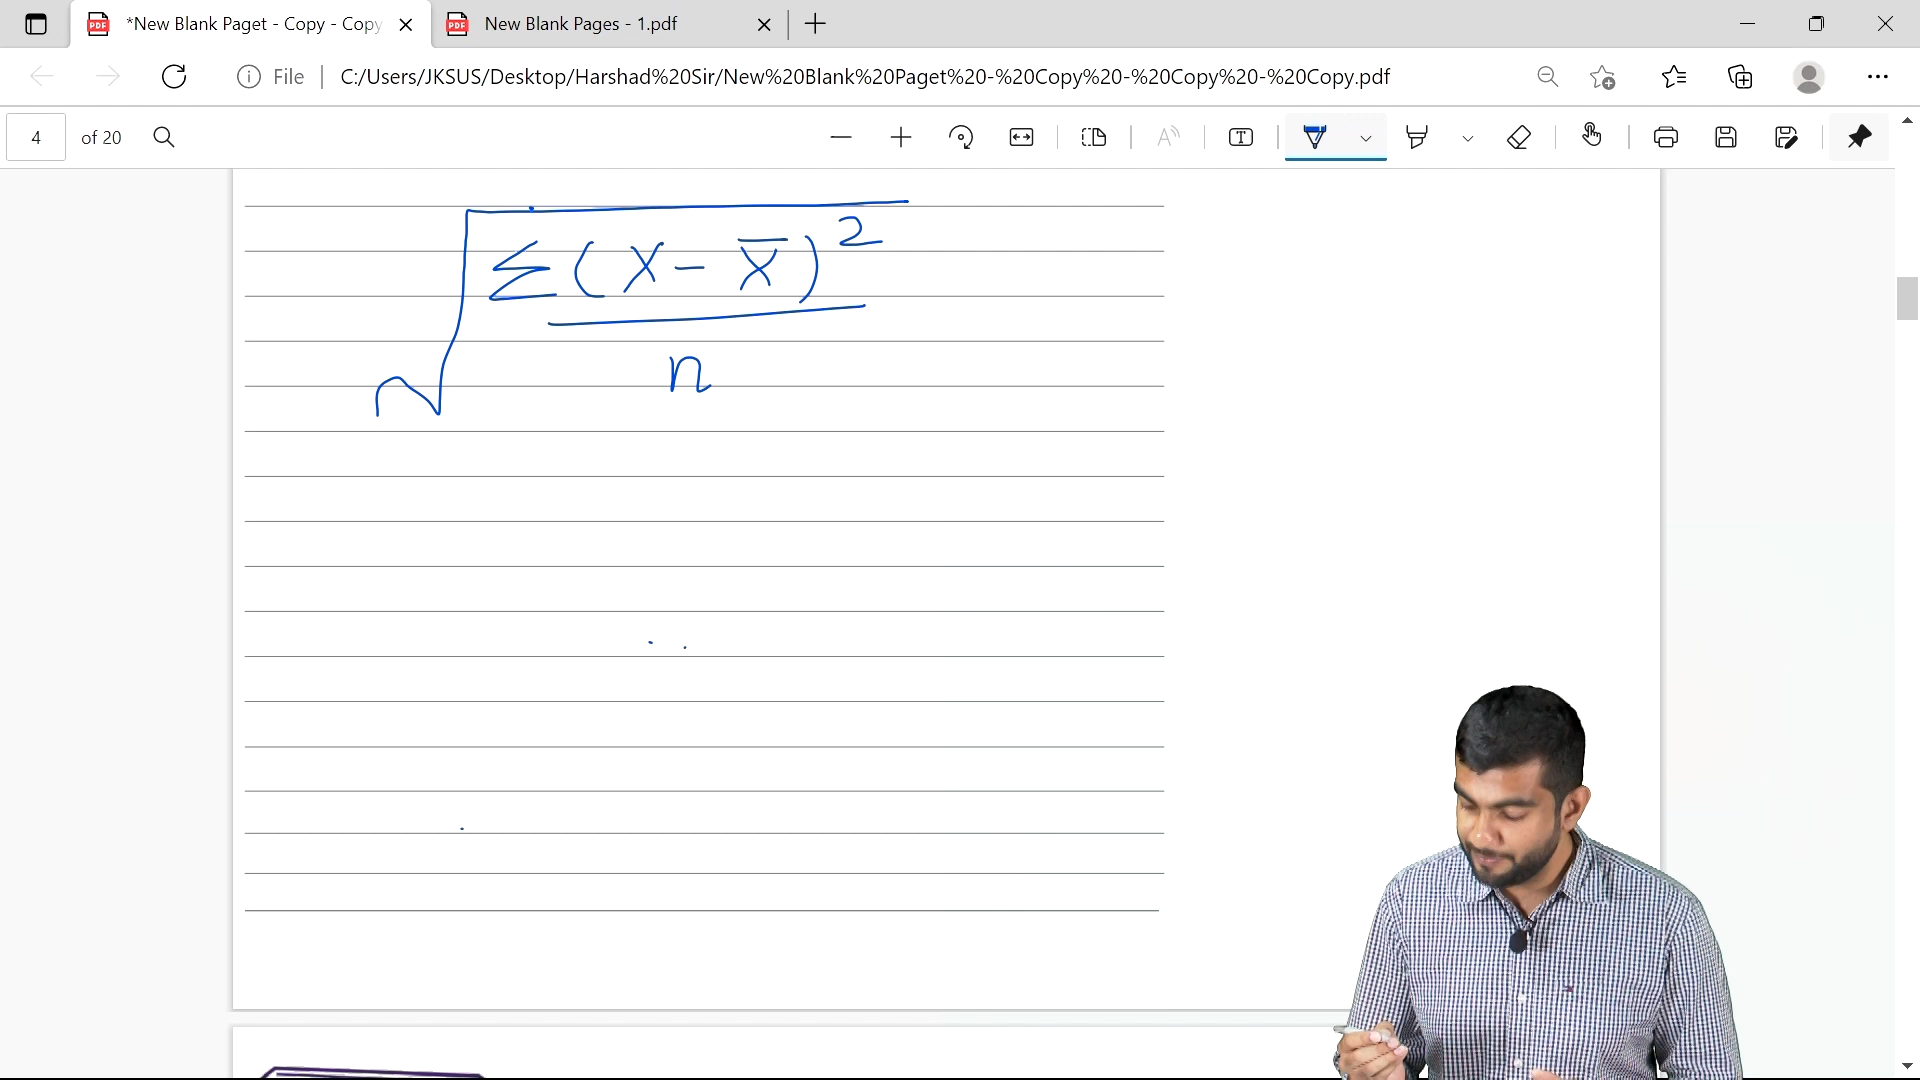 *New Blank Paget - Copy - Copy
New Blank Pages - 1.pdf
File
C:/Users/JKSUS/Desktop/Harshad%20Sir/New%20Blank%20Paget%20-%20Copy%20-%20Copy%20-%20Copy.pdf
4 of 20
√
Σ(X-X̅)²
n